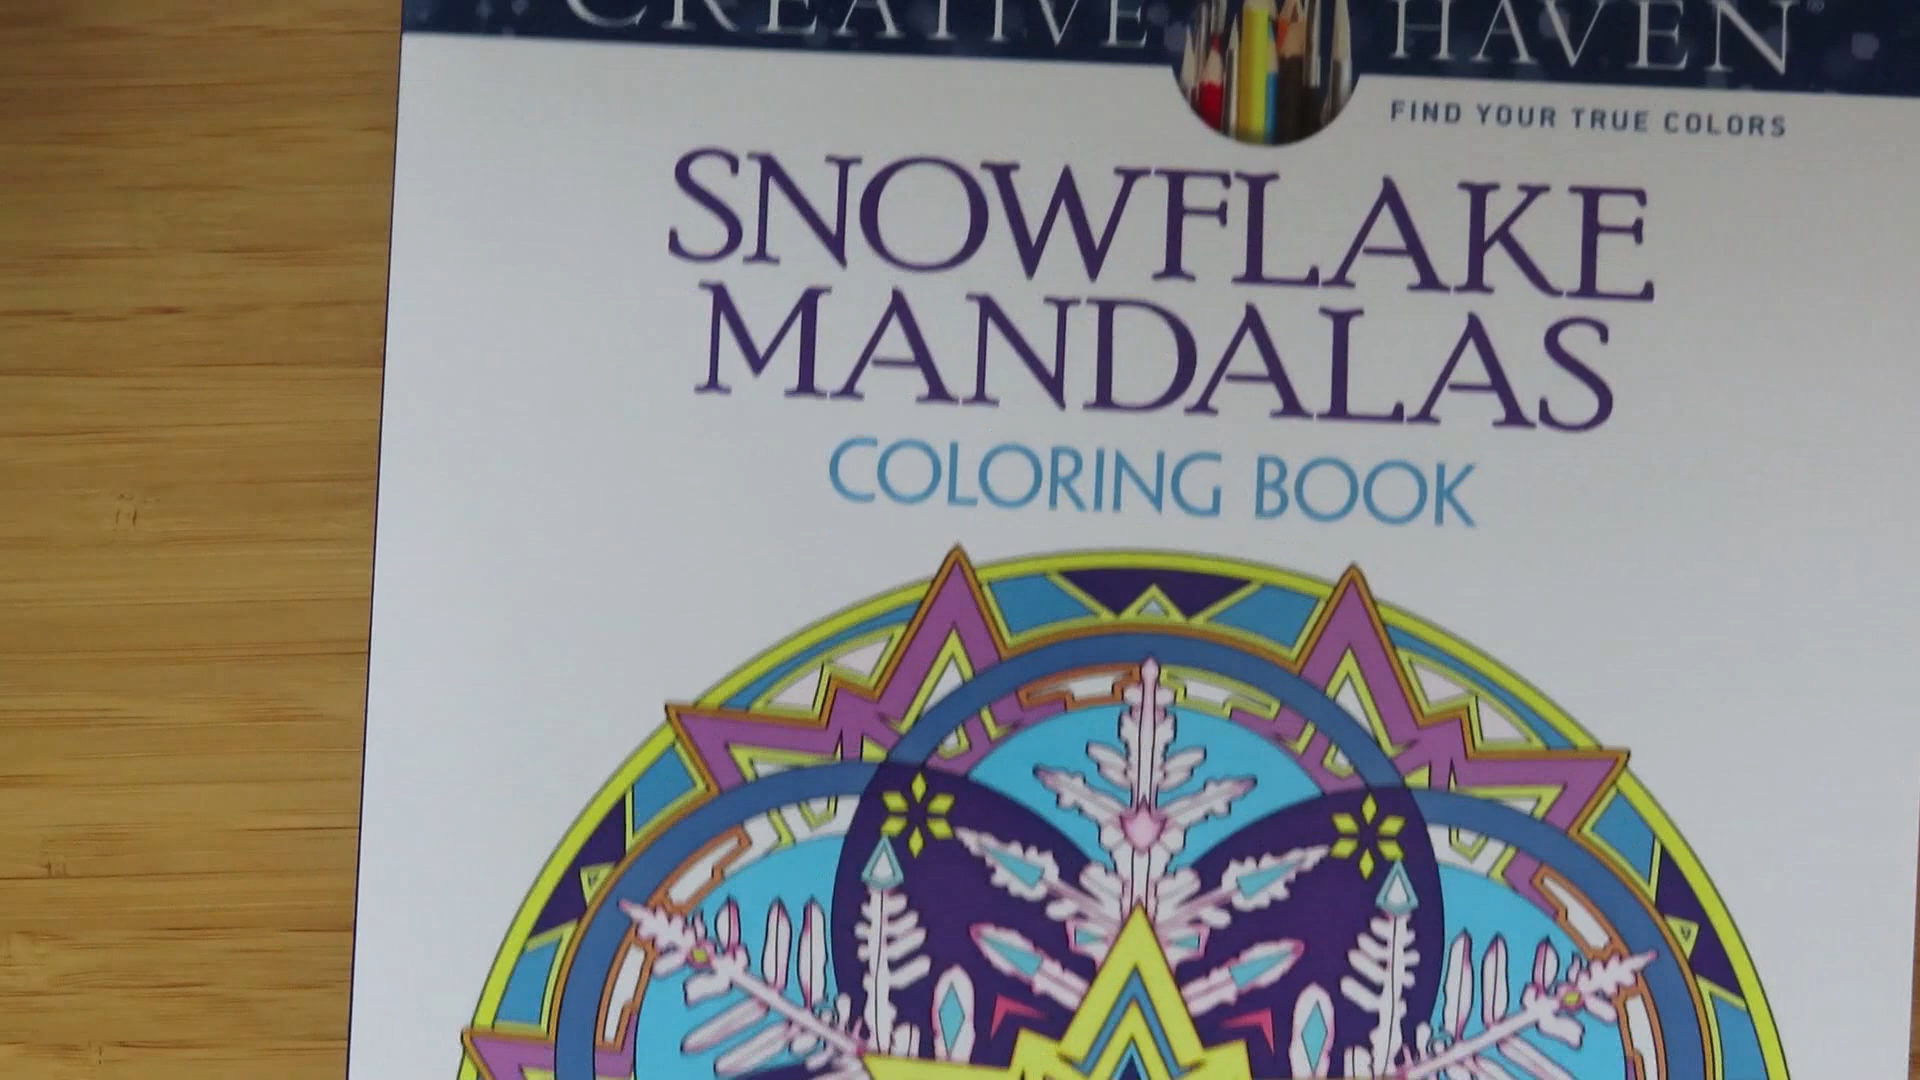 CREATIVE HAVEN®
FIND YOUR TRUE COLORS
SNOWFLAKE
MANDALAS
COLORING BOOK